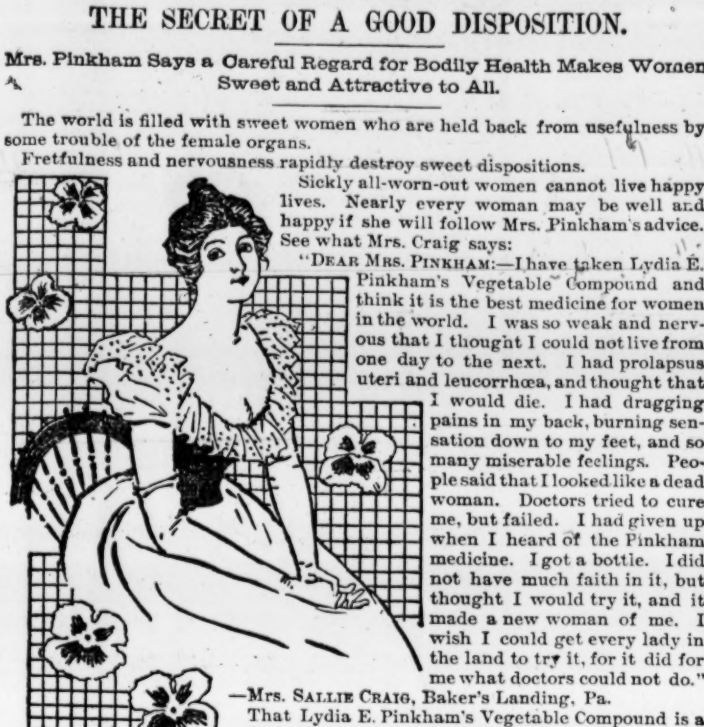 THE SECRET OF A GOOD DISPOSITION.
Mrs. Pinkham Says a Careful Regard for Bodily Health Makes Women
Sweet and Attractive to All.
The world is filled with sweet women who are held back from usefulness by
some trouble of the female organs.
Fretfulness and nervousness rapidly destroy sweet dispositions.
Sickly all-worn-out women cannot live happy
lives. Nearly every woman may be well and
happy if she will follow Mrs. Pinkham's advice.
See what Mrs. Craig says:
"DEAR MRS. PINKHAM:—I have taken Lydia E.
Pinkham's Vegetable Compound and
think it is the best medicine for women
in the world. I was so weak and nerv-
ous that I thought I could not live from
one day to the next. I had prolapsus
uteri and leucorrhœa, and thought that
I would die. I had dragging
pains in my back, burning sen-
sation down to my feet, and so
many miserable feelings. Peo-
ple said that I looked like a dead
woman. Doctors tried to cure
me, but failed. I had given up
when I heard of the Pinkham
medicine. I got a bottle. I did
not have much faith in it, but
thought I would try it, and it
made a new woman of me. I
wish I could get every lady in
the land to try it, for it did for
me what doctors could not do."
—MRS. SALLIE CRAIG, Baker's Landing, Pa.
That Lydia E. Pinkham's Vegetable Compound is a